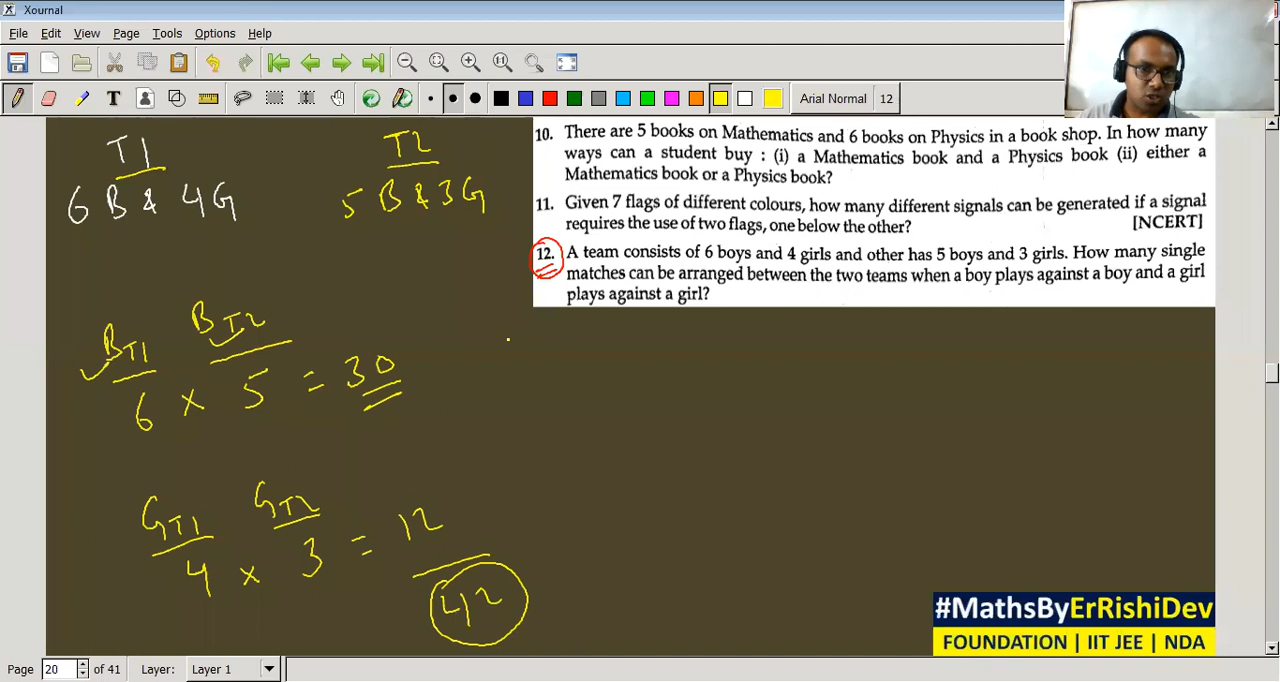 Xournal
File Edit View Page Tools Options Help
Arial Normal 12
T1 T2
6 B & 4G 5 B & 3G
10. There are 5 books on Mathematics and 6 books on Physics in a book shop. In how many
ways can a student buy : (i) a Mathematics book and a Physics book (ii) either a
Mathematics book or a Physics book?
11. Given 7 flags of different colours, how many different signals can be generated if a signal
requires the use of two flags, one below the other? [NCERT]
12. A team consists of 6 boys and 4 girls and other has 5 boys and 3 girls. How many single
matches can be arranged between the two teams when a boy plays against a boy and a girl
plays against a girl?
BT1 BT2
6 × 5 = 30
GT1 GT2
4 × 3 = 12
42
#MathsByErRishiDev
FOUNDATION | IIT JEE | NDA
Page 20 of 41 Layer: Layer 1